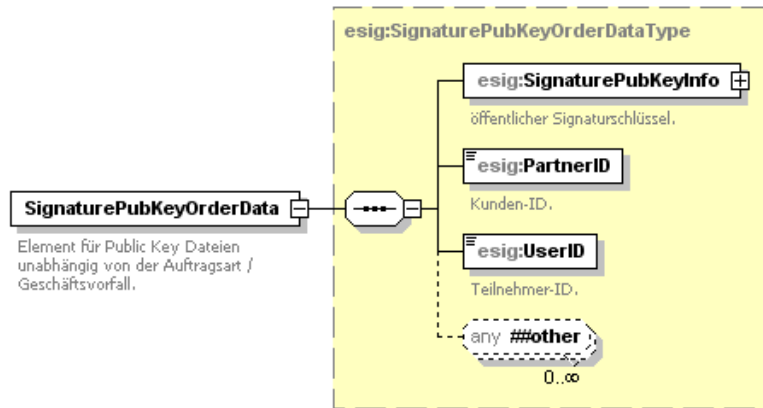 esig:SignaturePubKeyOrderDataType
esig:SignaturePubKeyInfo
öffentlicher Signaturschlüssel.
esig:PartnerID
Kunden-ID.
SignaturePubKeyOrderData
Element für Public Key Dateien
unabhängig von der Auftragsart /
Geschäftsvorfall.
esig:UserID
Teilnehmer-ID.
any ##other
0..∞